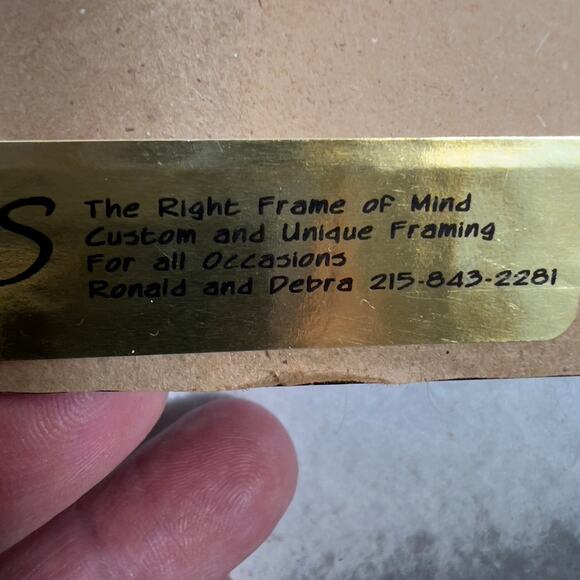 S
The Right Frame of Mind
Custom and Unique Framing
For all Occasions
Ronald and Debra 215-843-2281